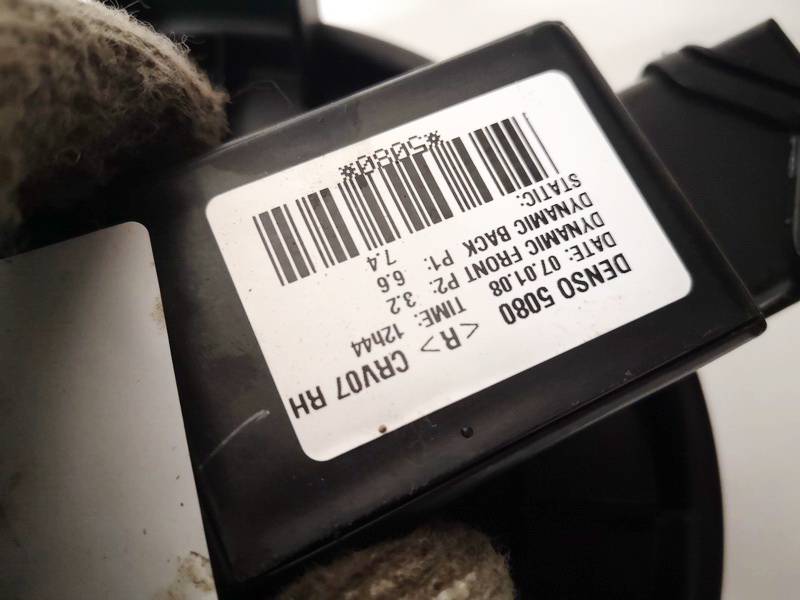 DENSO 5080 <R> CRV07 RH
DATE: 07.01.08 TIME: 12h44
DYNAMIC FRONT P2: 3.2
DYNAMIC BACK P1: 6.6
STATIC: 7.4
*5080*